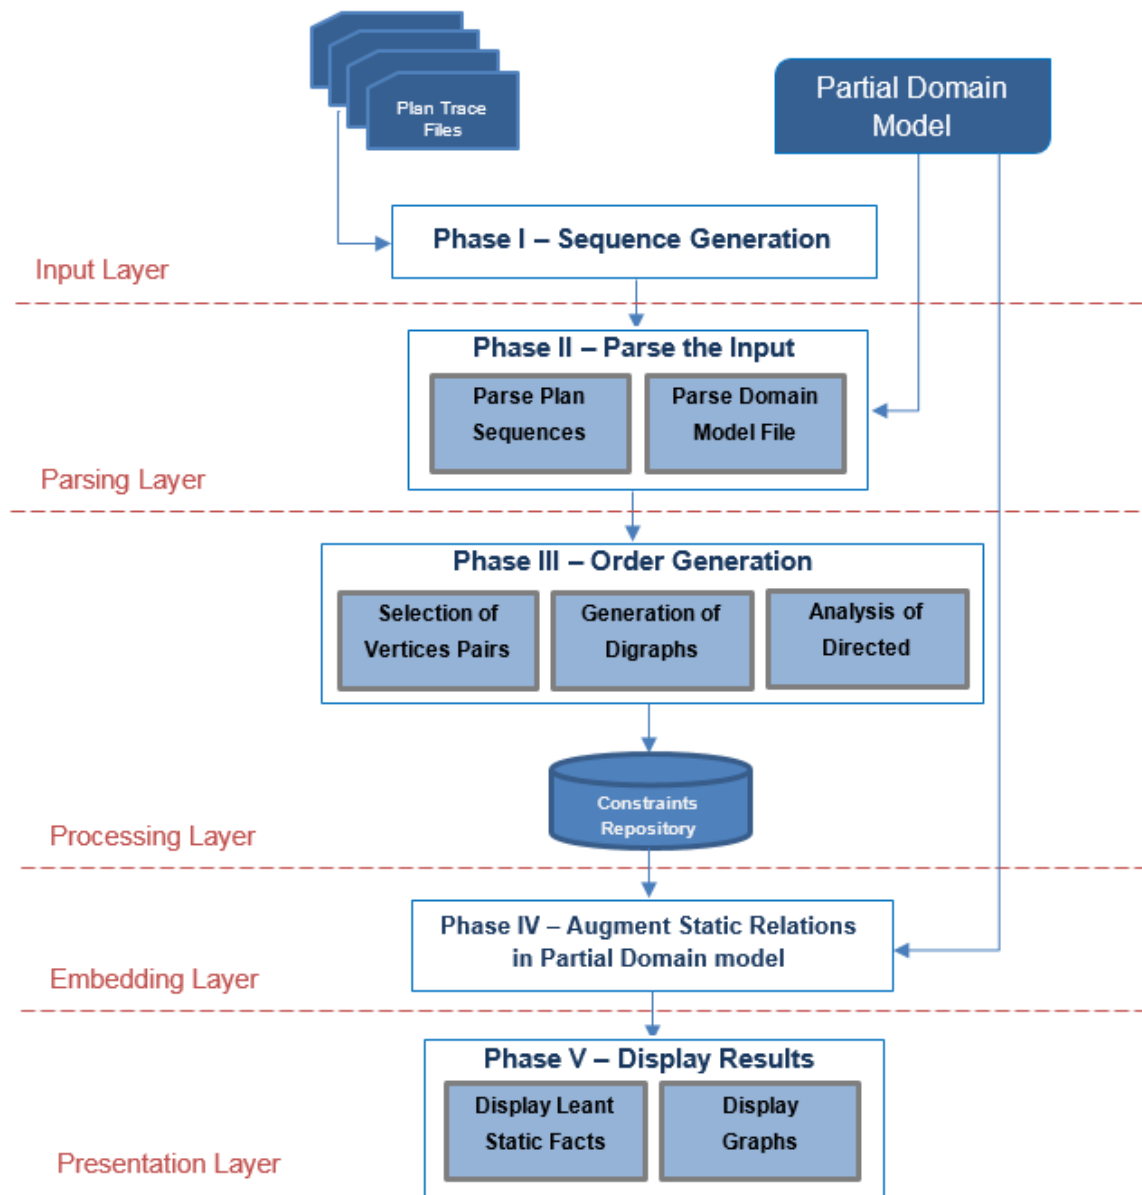 Plan Trace
Files
Partial Domain
Model
Phase I – Sequence Generation
Input Layer
Phase II – Parse the Input
Parse Plan
Sequences
Parse Domain
Model File
Parsing Layer
Phase III – Order Generation
Selection of
Vertices Pairs
Generation of
Digraphs
Analysis of
Directed
Constraints
Repository
Processing Layer
Phase IV – Augment Static Relations
in Partial Domain model
Embedding Layer
Phase V – Display Results
Display Leant
Static Facts
Display
Graphs
Presentation Layer